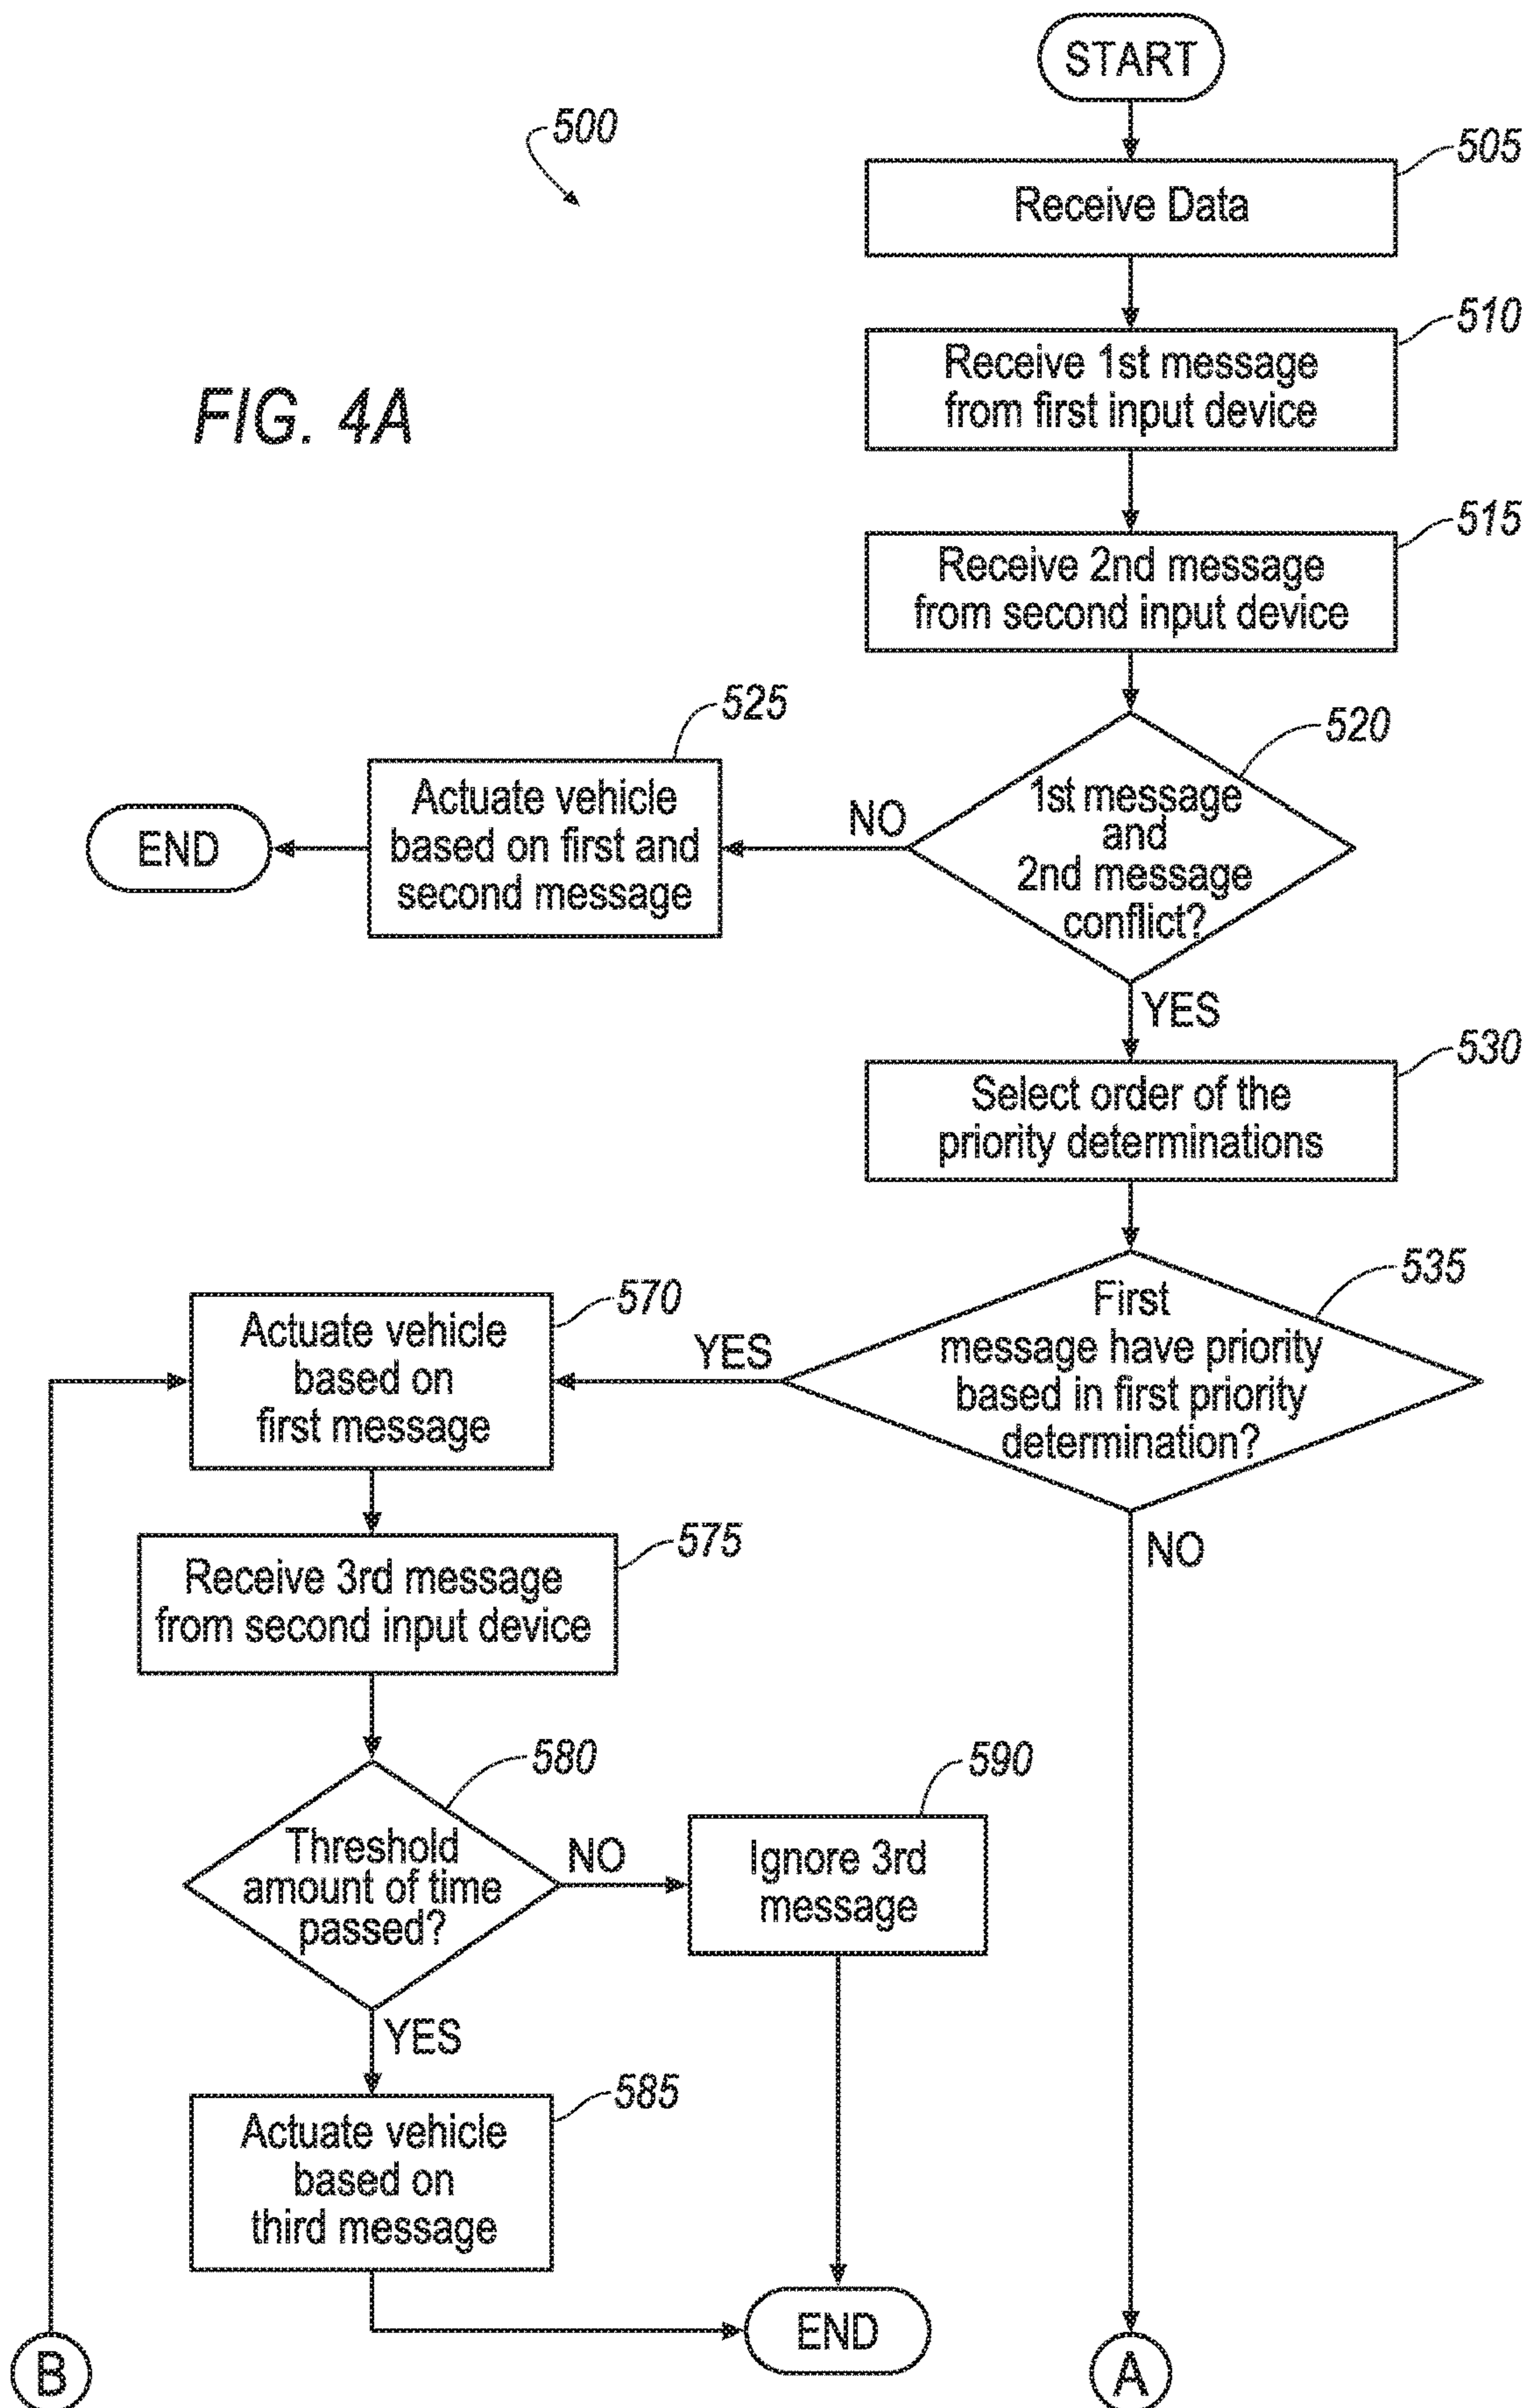 START
500
505
Receive Data
510
Receive 1st message
from first input device
FIG. 4A
515
Receive 2nd message
from second input device
525
520
Actuate vehicle
based on first and
second message
END
NO
1st message
and
2nd message
conflict?
YES
530
Select order of the
priority determinations
535
First
message have priority
based in first priority
determination?
YES
NO
570
Actuate vehicle
based on
first message
575
Receive 3rd message
from second input device
580
Threshold
amount of time
passed?
NO
590
Ignore 3rd
message
YES
585
Actuate vehicle
based on
third message
END
B
A